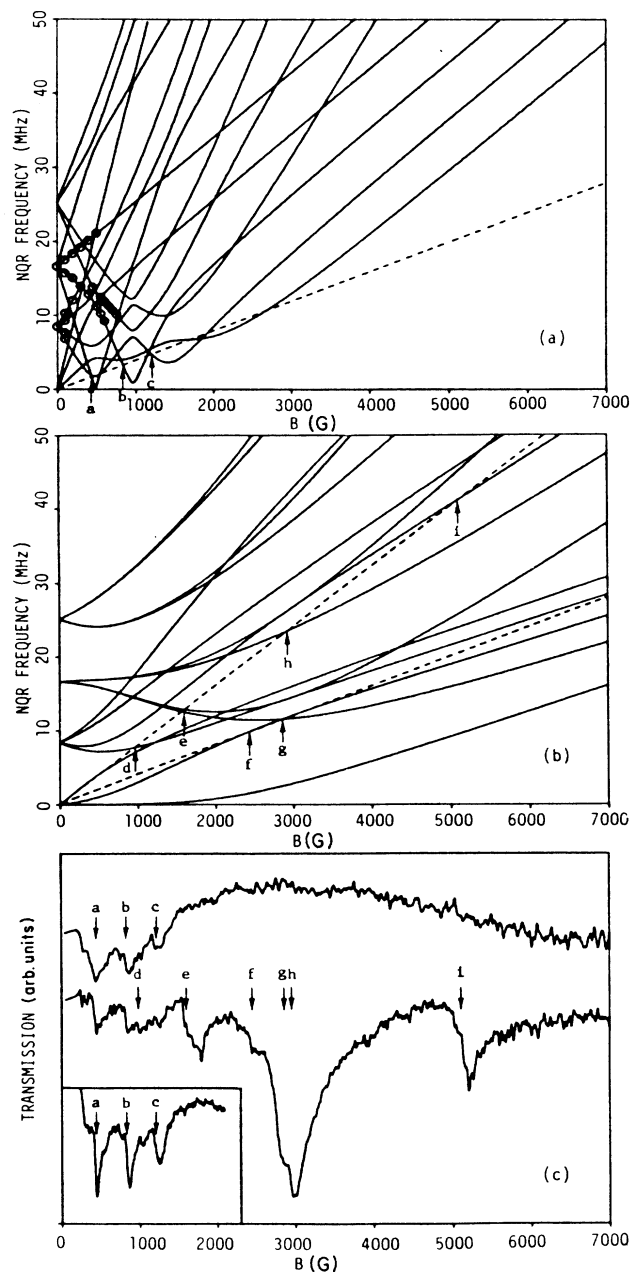 50
40
30
20
10
0
NQR FREQUENCY (MHz)
a
b
c
(a)
0 1000 2000 3000 4000 5000 6000 7000
B (G)
50
40
30
20
10
0
NQR FREQUENCY (MHz)
d
e
f
g
h
i
(b)
0 1000 2000 3000 4000 5000 6000 7000
B(G)
TRANSMISSION (arb.units)
a b c
d e f g h i
a b c
(c)
0 1000 2000 3000 4000 5000 6000 7000
B (G)